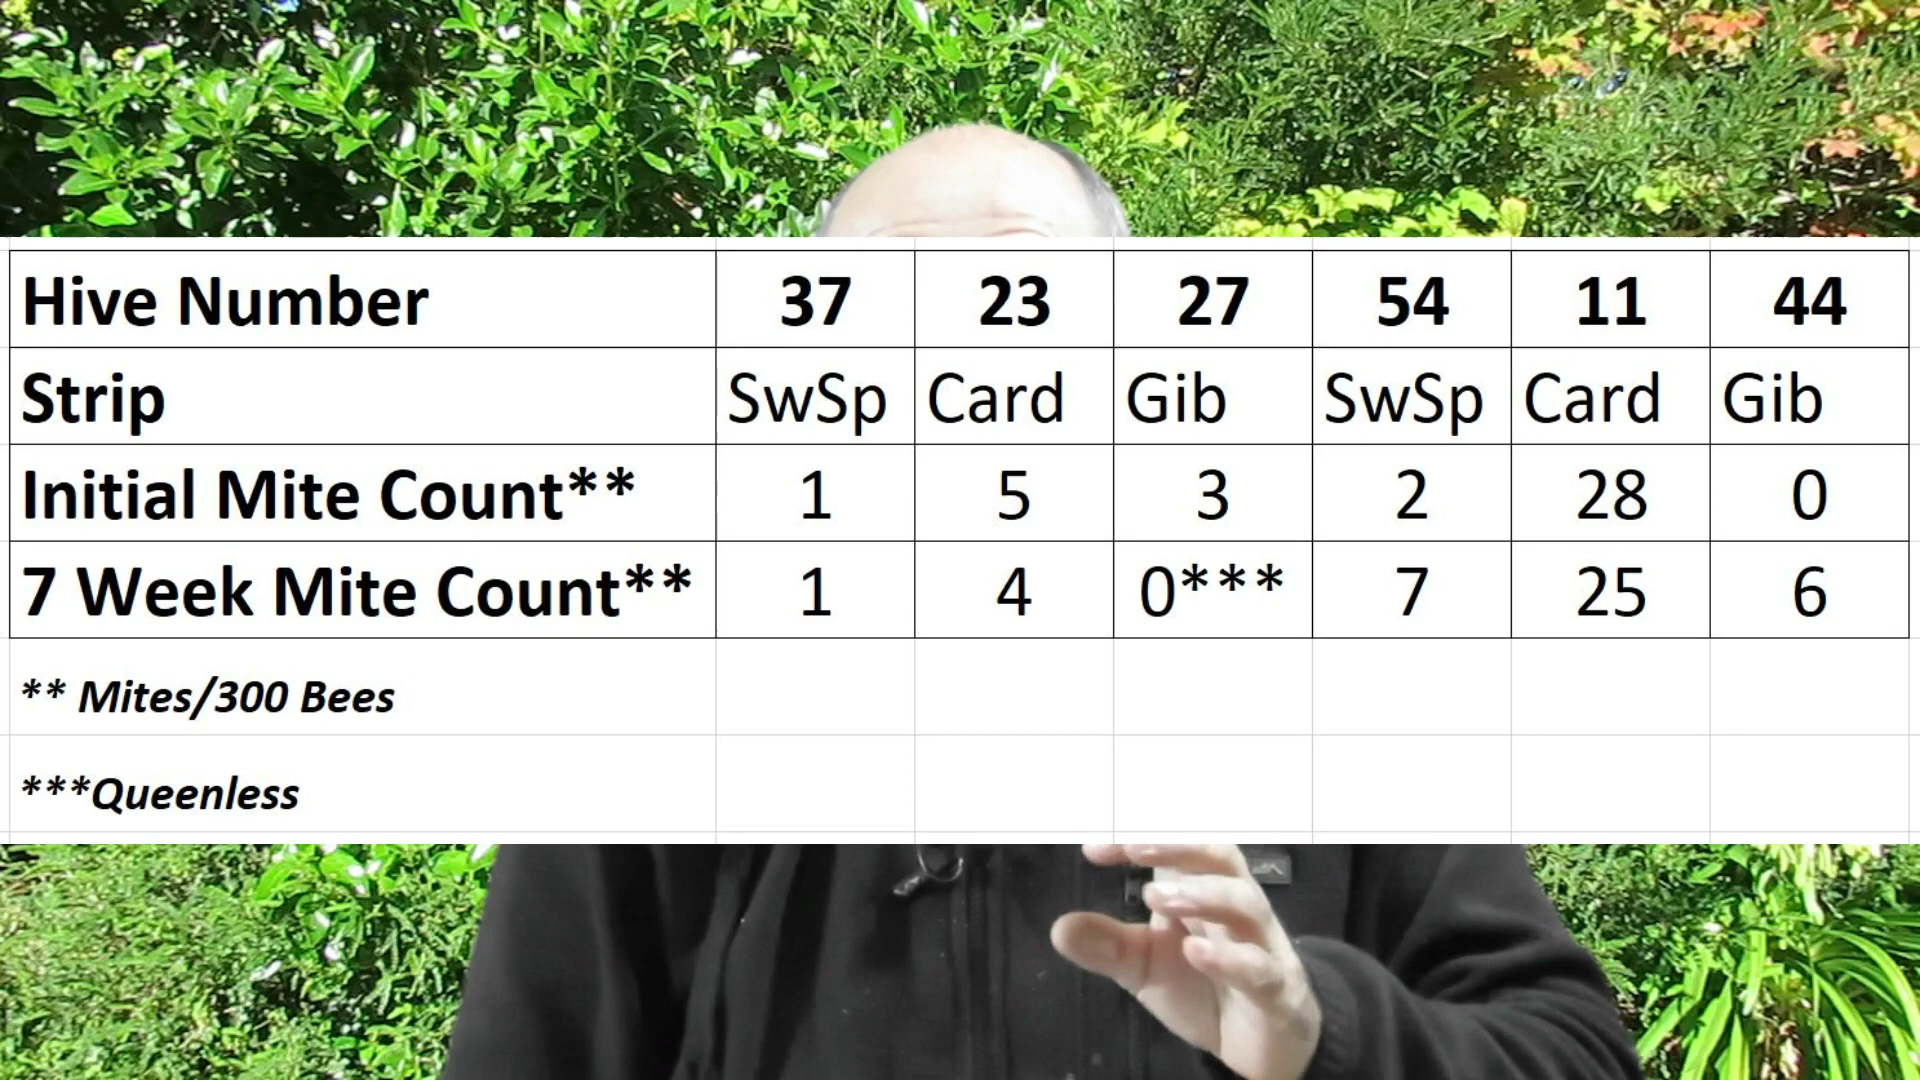 Hive Number 37 23 27 54 11 44
Strip SwSp Card Gib SwSp Card Gib
Initial Mite Count** 1 5 3 2 28 0
7 Week Mite Count** 1 4 0*** 7 25 6
** Mites/300 Bees
***Queenless